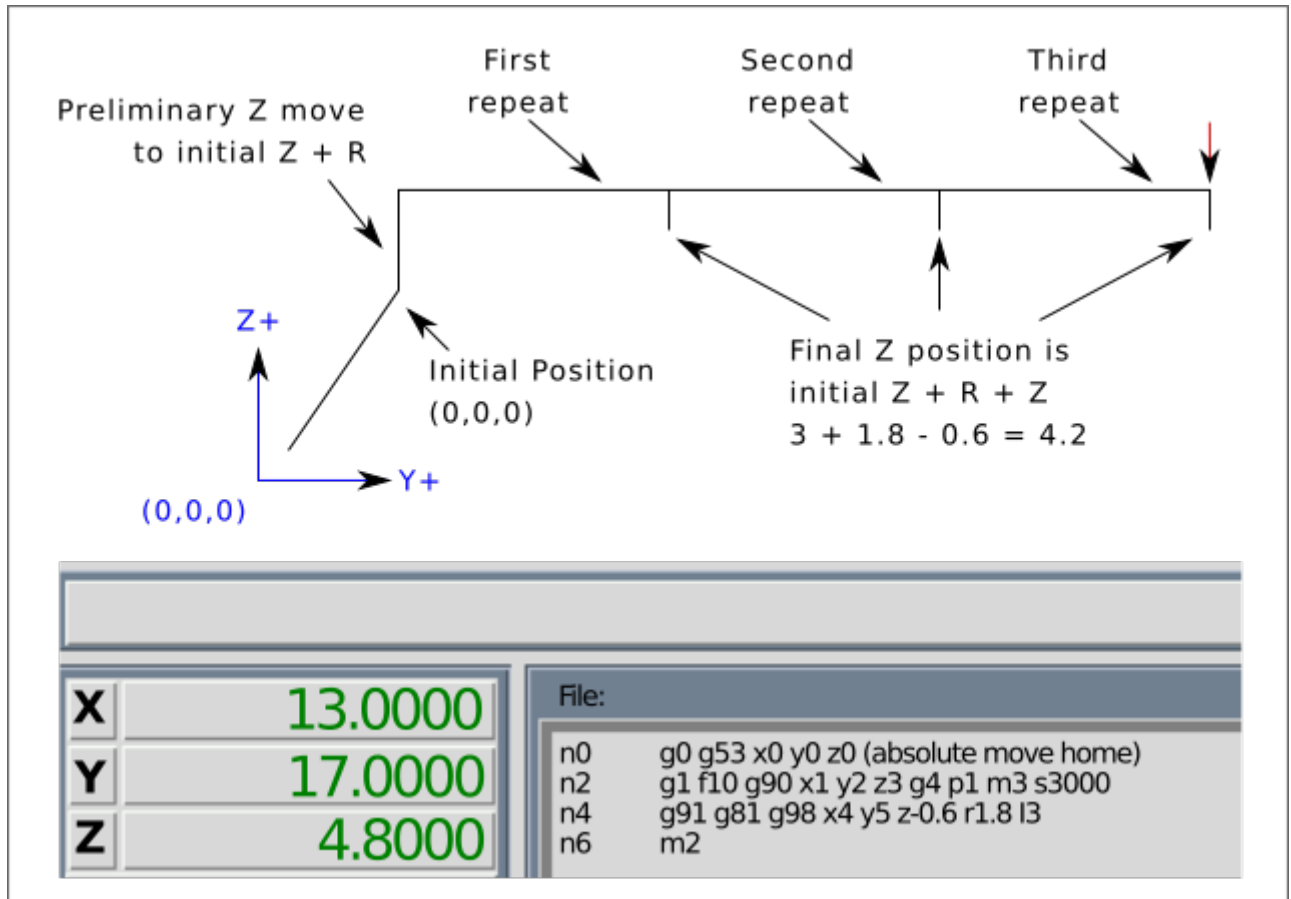 First
repeat
Second
repeat
Third
repeat
Preliminary Z move
to initial Z + R
Z+
Initial Position
(0,0,0)
Final Z position is
initial Z + R + Z
3 + 1.8 - 0.6 = 4.2
Y+
(0,0,0)
X 13.0000
Y 17.0000
Z 4.8000
File:
n0 g0 g53 x0 y0 z0 (absolute move home)
n2 g1 f10 g90 x1 y2 z3 g4 p1 m3 s3000
n4 g91 g81 g98 x4 y5 z-0.6 r1.8 l3
n6 m2